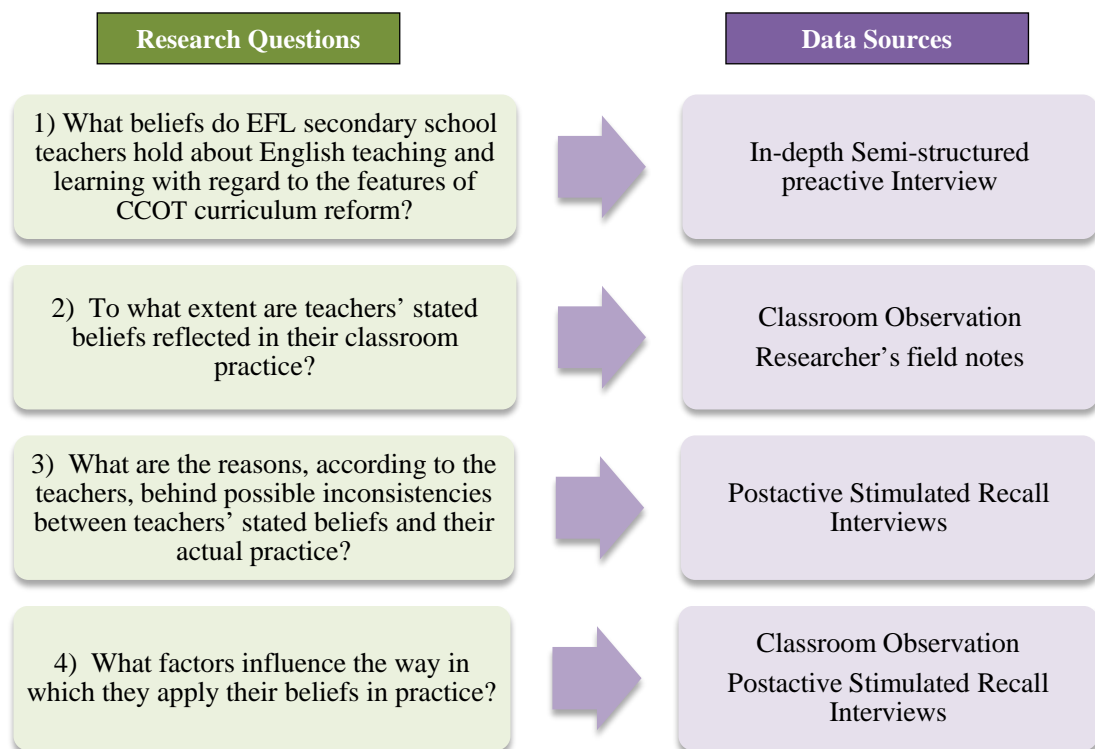 Research Questions
Data Sources
1) What beliefs do EFL secondary school
teachers hold about English teaching and
learning with regard to the features of
CCOT curriculum reform?
In-depth Semi-structured
preactive Interview
2) To what extent are teachers’ stated
beliefs reflected in their classroom
practice?
Classroom Observation
Researcher’s field notes
3) What are the reasons, according to the
teachers, behind possible inconsistencies
between teachers’ stated beliefs and their
actual practice?
Postactive Stimulated Recall
Interviews
4) What factors influence the way in
which they apply their beliefs in practice?
Classroom Observation
Postactive Stimulated Recall
Interviews